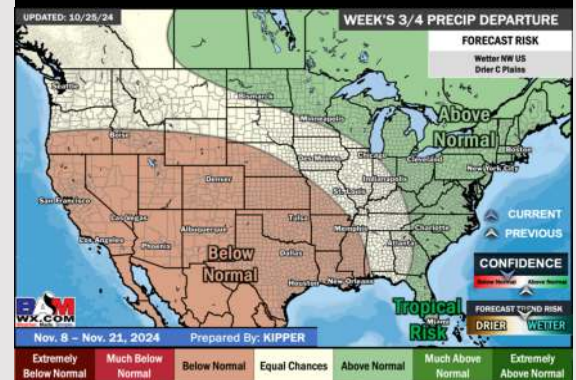 UPDATED: 10/25/24
WEEK'S 3/4 PRECIP DEPARTURE
FORECAST RISK
Wetter NW US
Drier C Plains
Seattle
Bismarck
Minneapolis
Above
Normal
Boise
Boston
Des Moines
Chicago
Cleveland
New York City
Denver
Indianapolis
San Francisco
St. Louis
CURRENT
PREVIOUS
Las Vegas
Tulsa
Charlotte
Los Angeles
Albuquerque
Memphis
Phoenix
Atlanta
Below
Normal
Dallas
CONFIDENCE
Below Normal
Above Normal
Houston
New Orleans
Tropical
Risk
Miami
FORECAST TREND RISK
DRIER
WETTER
BAM
WX.COM
Nov. 8 – Nov. 21, 2024
Prepared By: KIPPER
Extremely Below Normal
Much Below Normal
Below Normal
Equal Chances
Above Normal
Much Above Normal
Extremely Above Normal